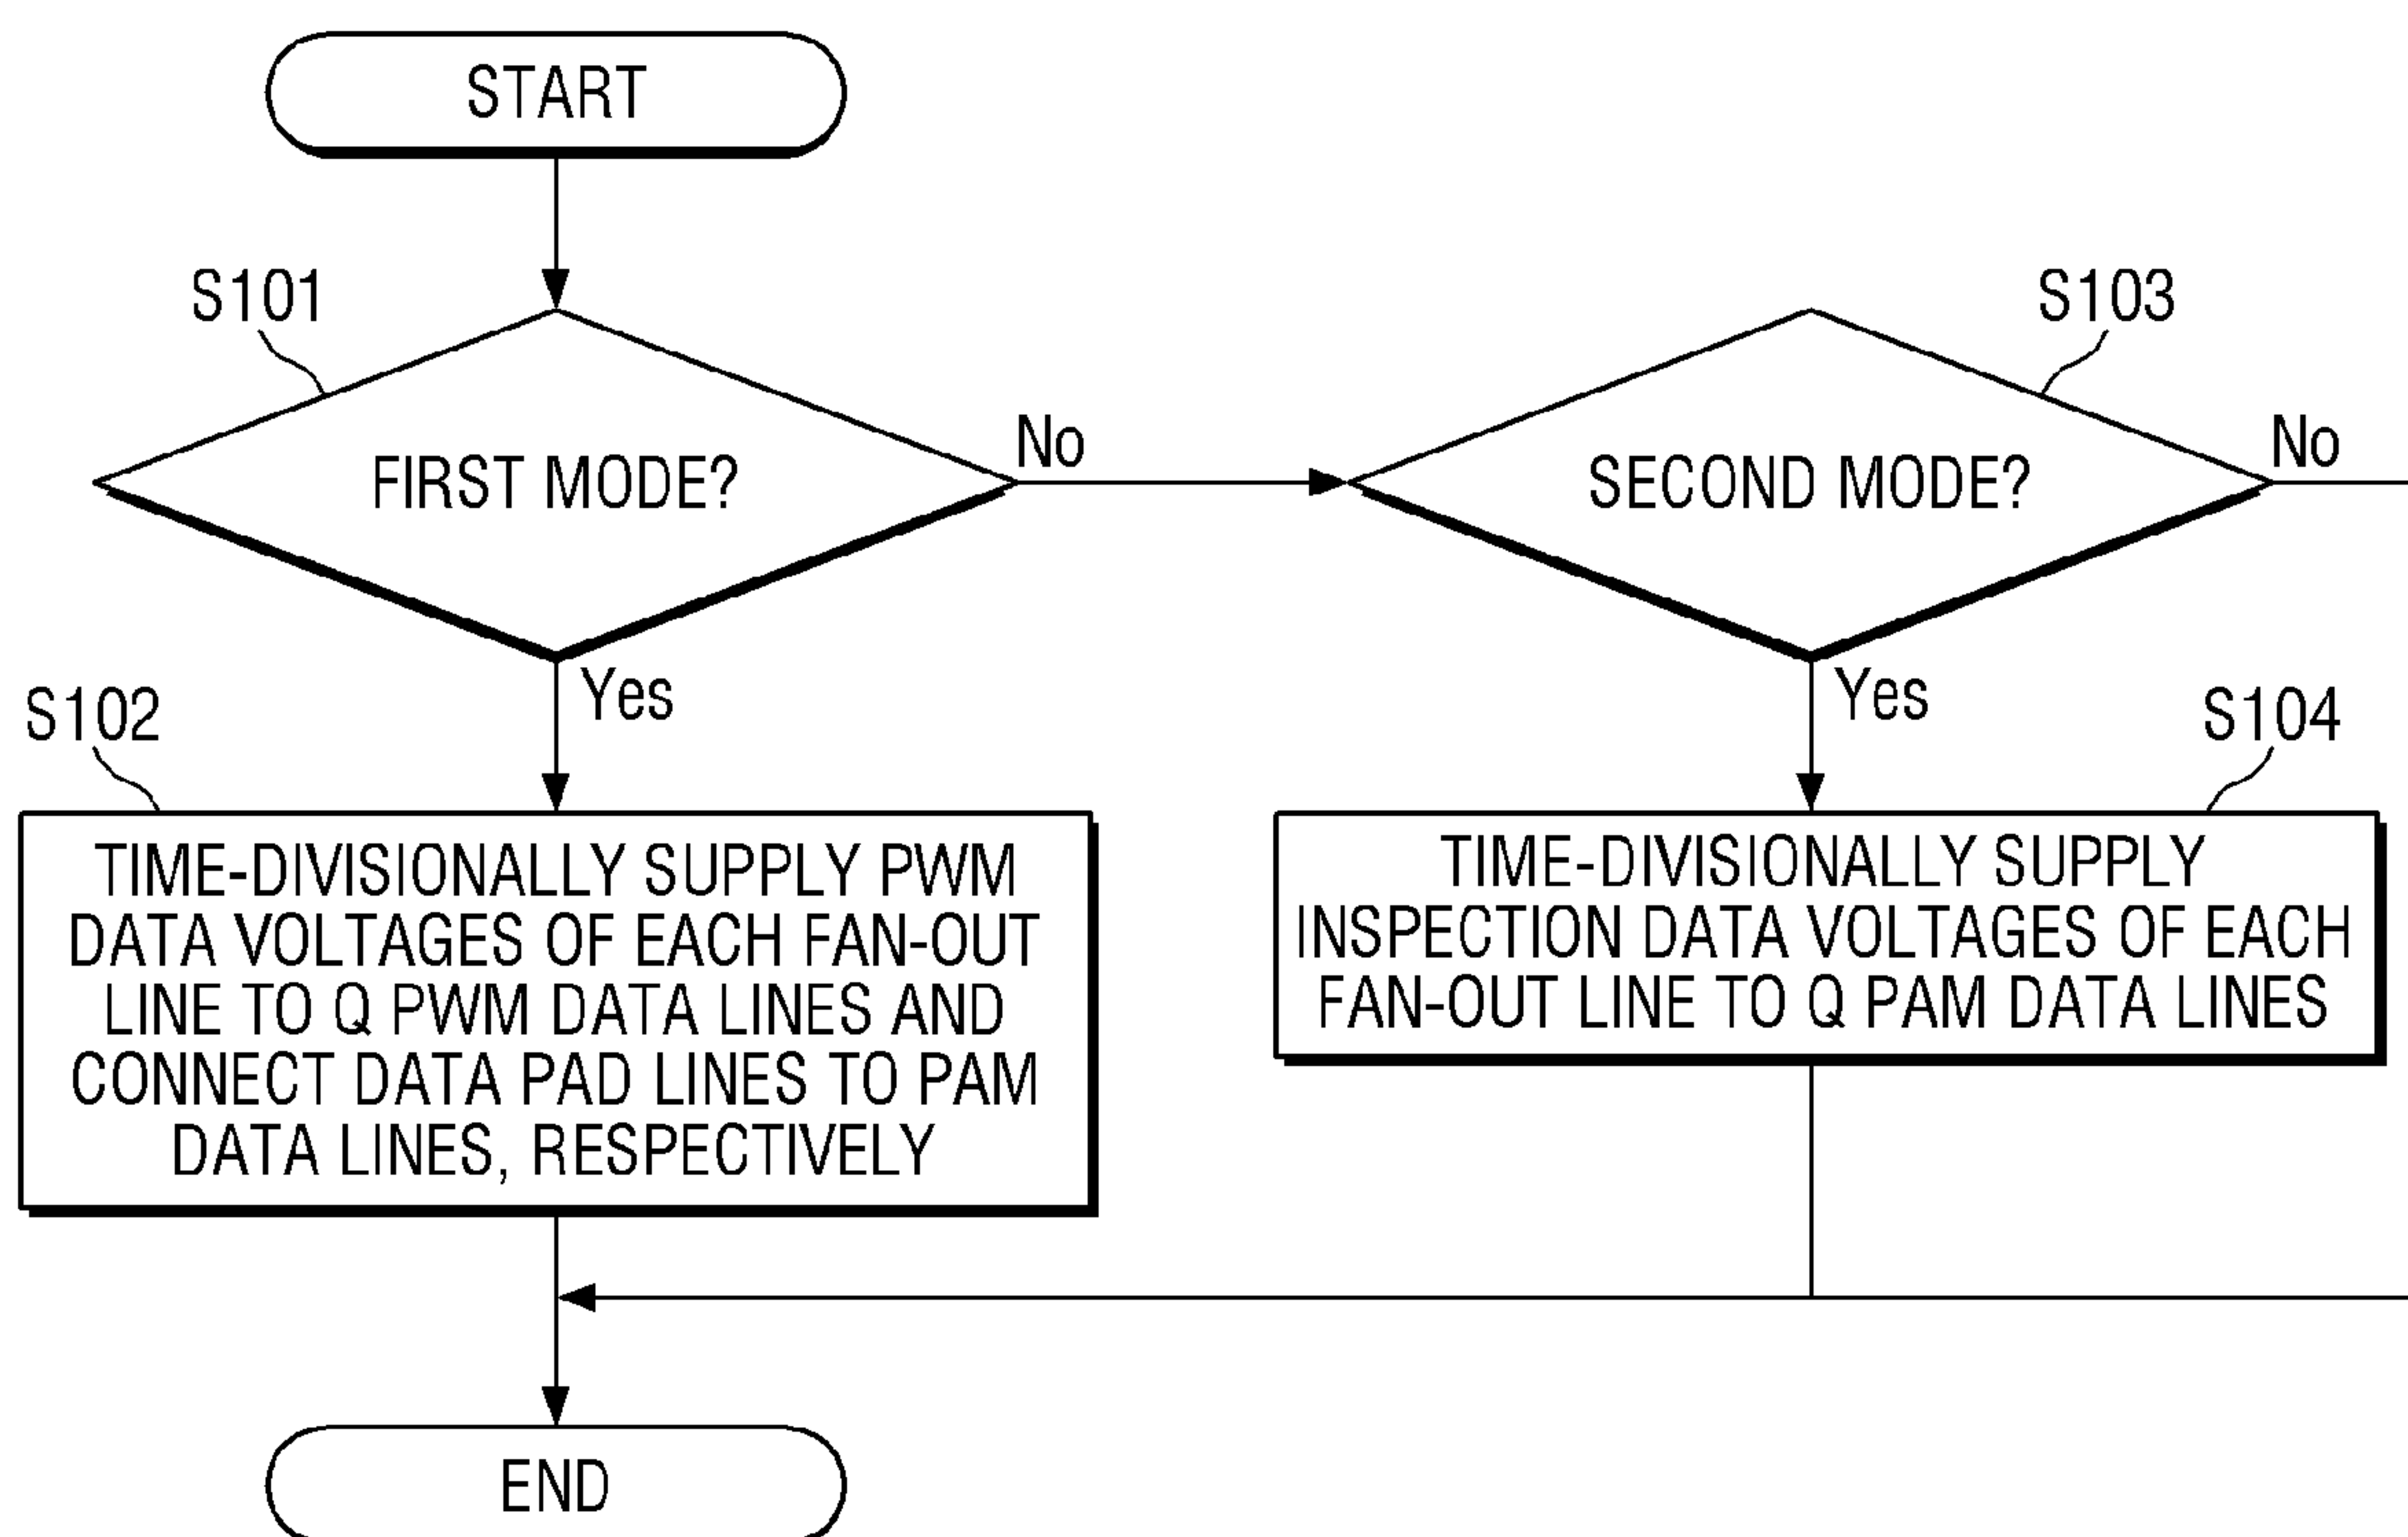 START
S101
FIRST MODE?
No
S103
SECOND MODE?
No
Yes
Yes
S102
TIME-DIVISIONALLY SUPPLY PWM
DATA VOLTAGES OF EACH FAN-OUT
LINE TO Q PWM DATA LINES AND
CONNECT DATA PAD LINES TO PAM
DATA LINES, RESPECTIVELY
S104
TIME-DIVISIONALLY SUPPLY
INSPECTION DATA VOLTAGES OF EACH
FAN-OUT LINE TO Q PAM DATA LINES
END